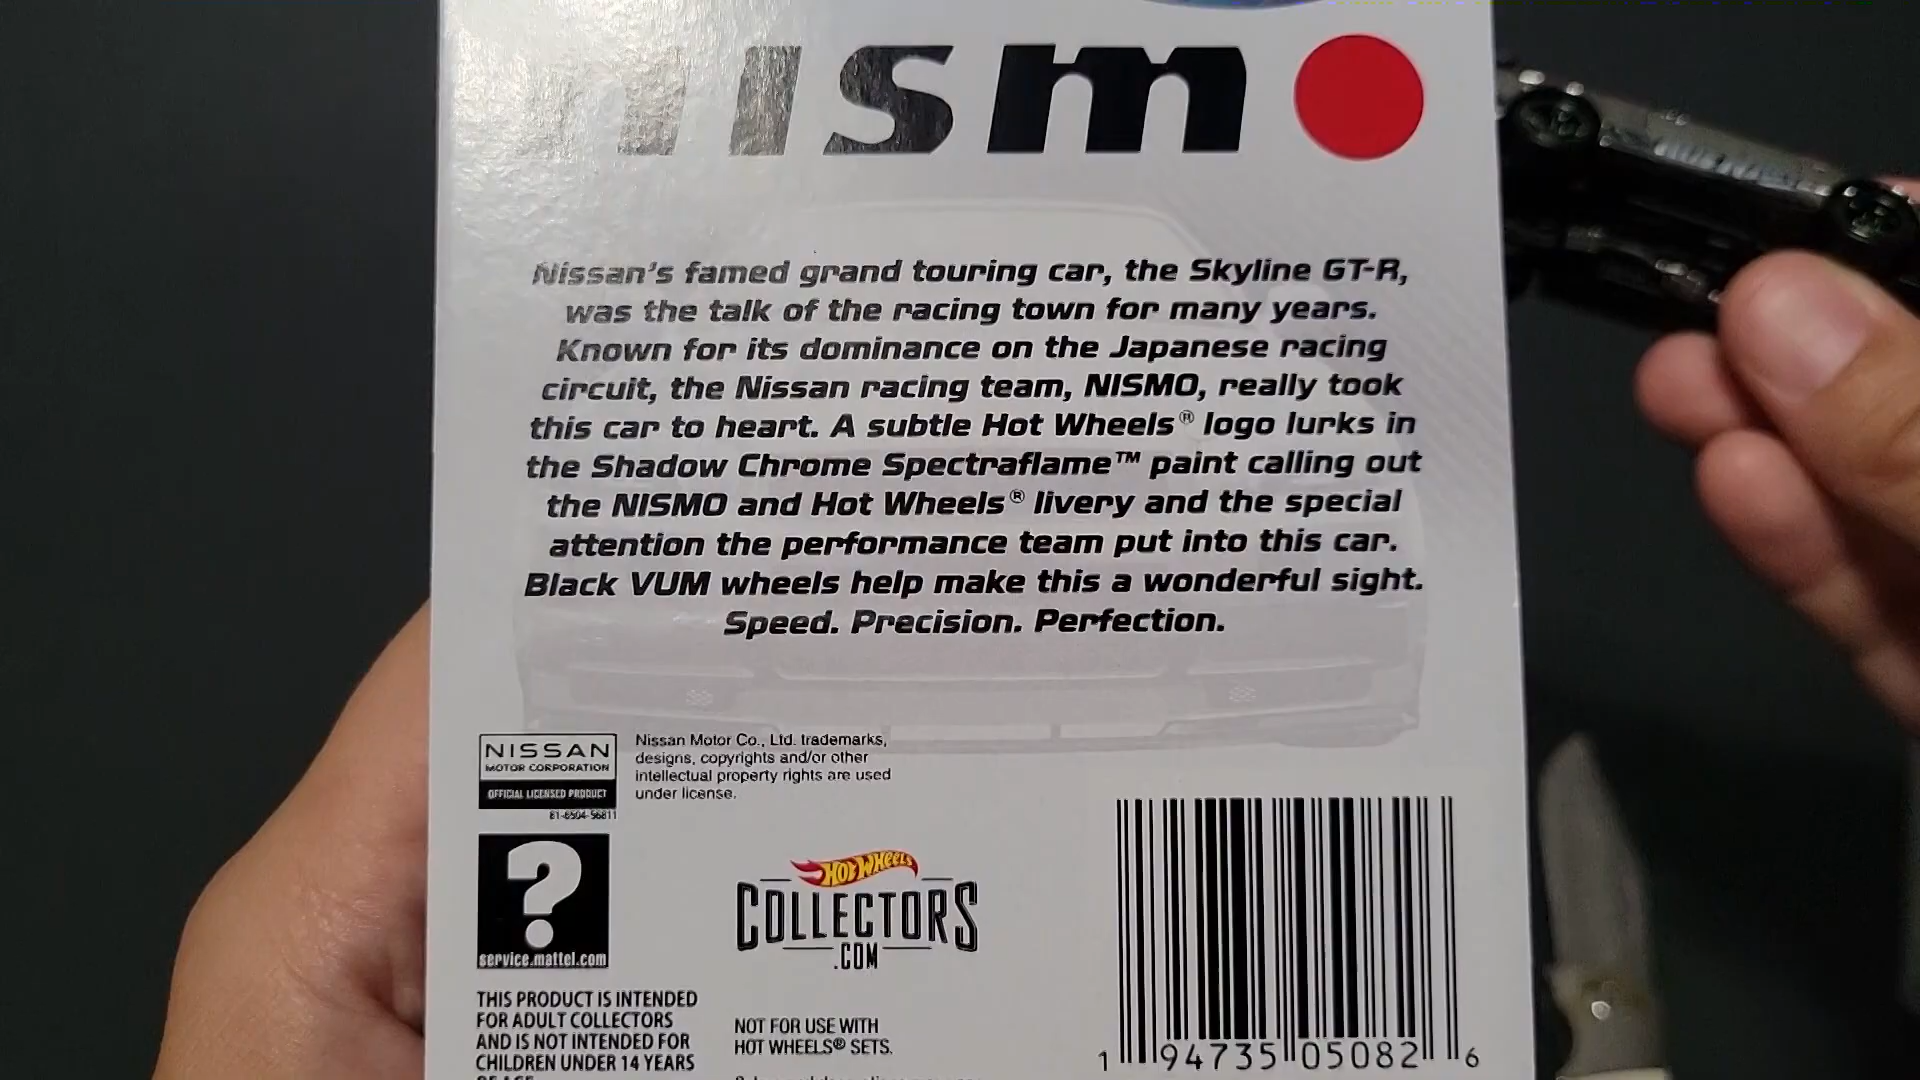 nismo
Nissan's famed grand touring car, the Skyline GT-R,
was the talk of the racing town for many years.
Known for its dominance on the Japanese racing
circuit, the Nissan racing team, NISMO, really took
this car to heart. A subtle Hot Wheels® logo lurks in
the Shadow Chrome Spectraflame™ paint calling out
the NISMO and Hot Wheels® livery and the special
attention the performance team put into this car.
Black VUM wheels help make this a wonderful sight.
Speed. Precision. Perfection.
NISSAN
MOTOR CORPORATION
OFFICIAL LICENSED PRODUCT
Nissan Motor Co., Ltd. trademarks,
designs, copyrights and/or other
intellectual property rights are used
under license.
?
service.mattel.com
HOT WHEELS
COLLECTORS
.COM
THIS PRODUCT IS INTENDED
FOR ADULT COLLECTORS
AND IS NOT INTENDED FOR
CHILDREN UNDER 14 YEARS
NOT FOR USE WITH
HOT WHEELS® SETS.
1 94735 05082 6